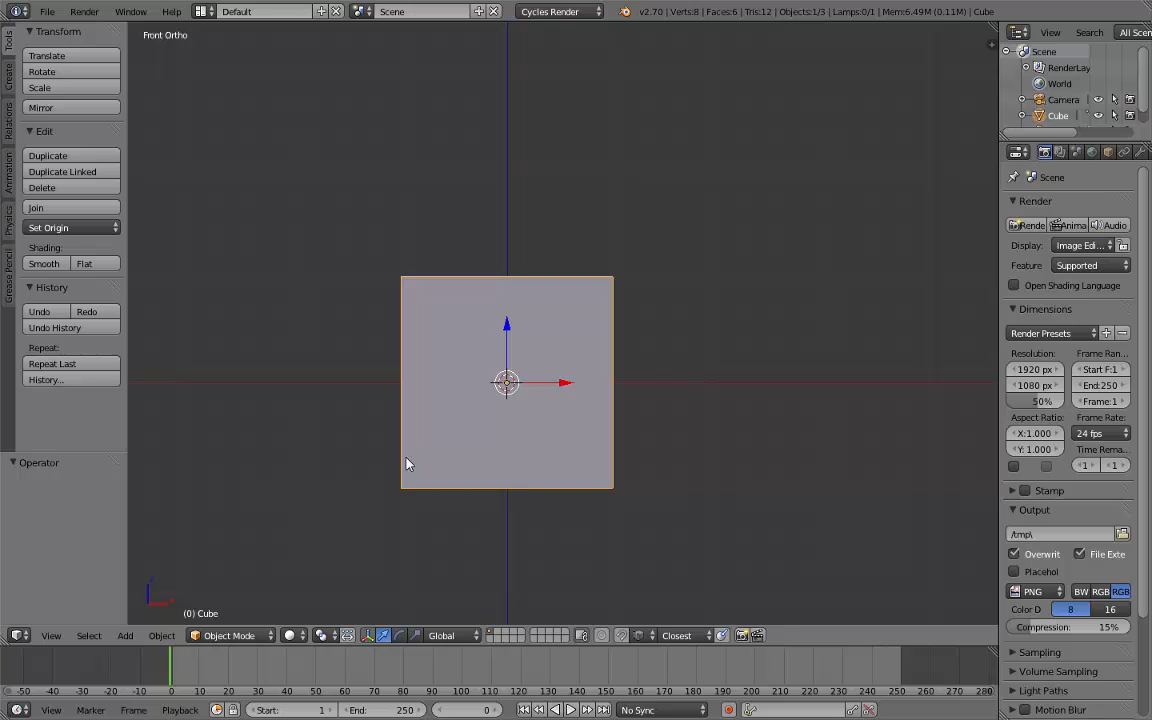 File Render Window Help Default Scene Cycles Render v2.70 | Verts:8 | Faces:6 | Tris:12 | Objects:1/3 | Lamps:0/1 | Mem:6.49M (0.11M) | Cube
Tools
Create
Relations
Animation
Physics
Grease Pencil
Transform
Translate
Rotate
Scale
Mirror
Edit
Duplicate
Duplicate Linked
Delete
Join
Set Origin
Shading:
Smooth Flat
History
Undo Redo
Undo History
Repeat:
Repeat Last
History...
Operator
Front Ortho
(0) Cube
View Search All Scen
Scene
RenderLay
World
Camera
Cube
Scene
Render
Rende Anima Audio
Display: Image Edi...
Feature Supported
Open Shading Language
Dimensions
Render Presets
Resolution: Frame Ran...
1920 px Start F:1
1080 px End:250
50% Frame:1
Aspect Ratio: Frame Rate:
X:1.000 24 fps
Y: 1.000 Time Rema...
1 1
Stamp
Output
/tmp\
Overwrit File Exte
Placehol
PNG BW RGB RGB
Color D 8 16
Compression: 15%
Sampling
Volume Sampling
Light Paths
Motion Blur
View Select Add Object Object Mode Global Closest
-50 -40 -30 -20 -10 0 10 20 30 40 50 60 70 80 90 100 110 120 130 140 150 160 170 180 190 200 210 220 230 240 250 260 270 280
View Marker Frame Playback Start: 1 End: 250 0 No Sync